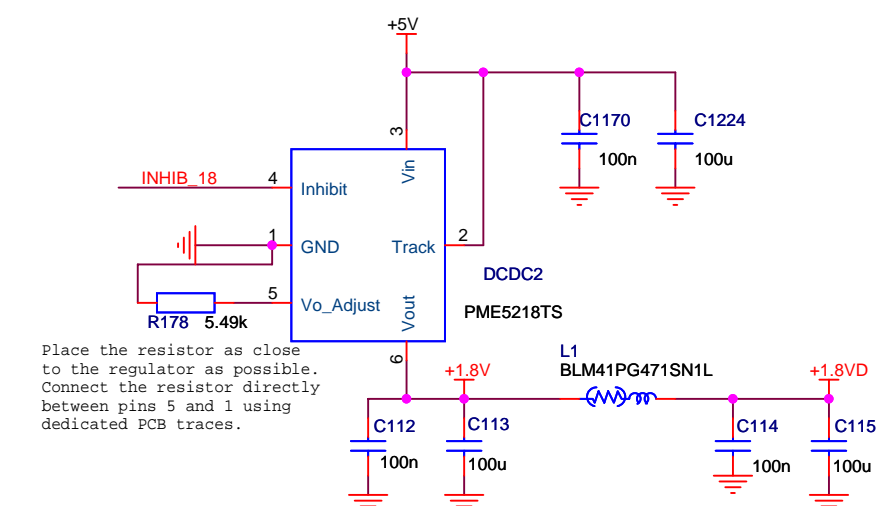 +5V
C1170
C1224
100n
100u
3
Vin
INHIB_18
4
Inhibit
1
GND
Track
2
DCDC2
PME5218TS
5
Vo_Adjust
R178
5.49k
Vout
6
Place the resistor as close
to the regulator as possible.
Connect the resistor directly
between pins 5 and 1 using
dedicated PCB traces.
+1.8V
L1
BLM41PG471SN1L
+1.8VD
C112
C113
C114
C115
100n
100u
100n
100u